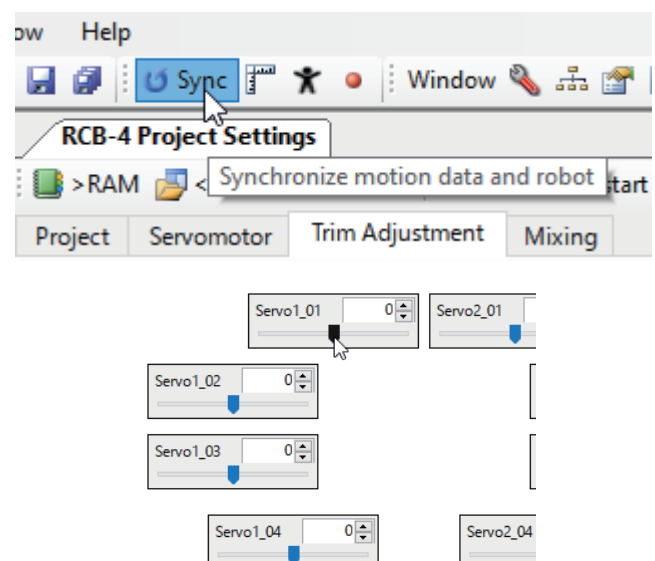 ow Help
Sync Window
RCB-4 Project Settings
>RAM < start
Synchronize motion data and robot
Project Servomotor Trim Adjustment Mixing
Servo1_01 0 Servo2_01
Servo1_02 0
Servo1_03 0
Servo1_04 0 Servo2_04